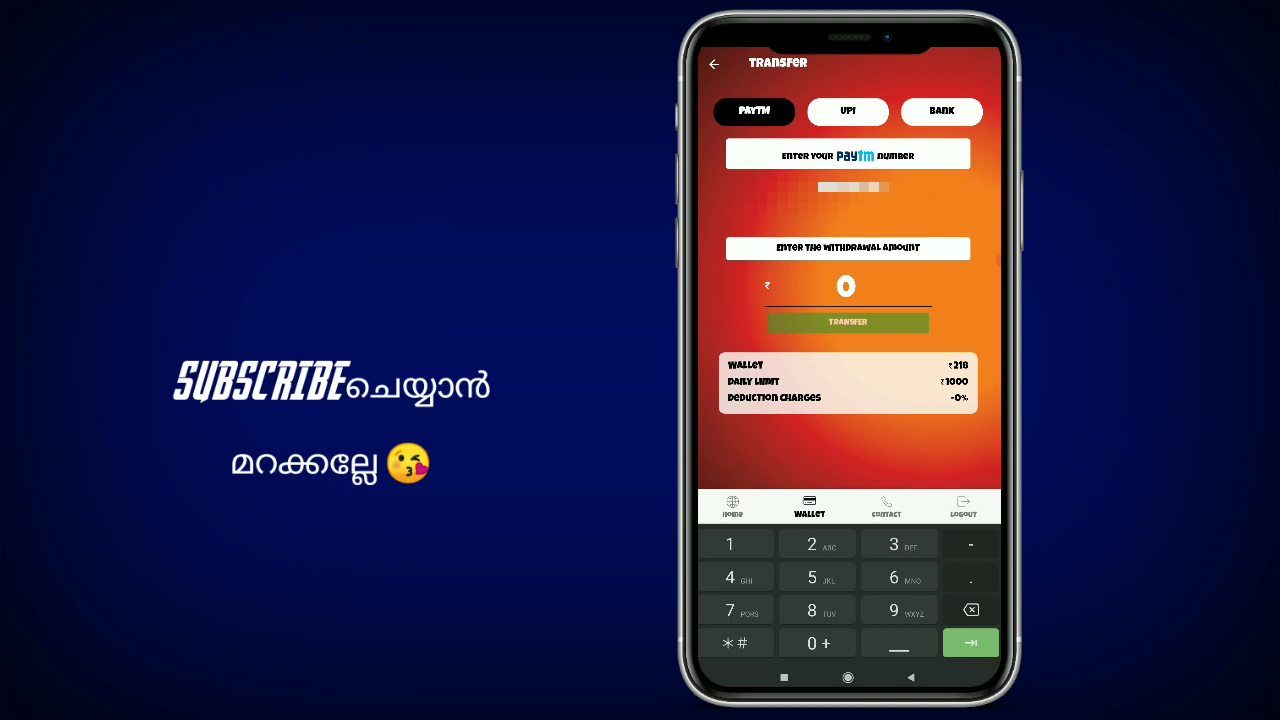 TRANSFER
PAYTM
UPI
BANK
ENTER YOUR paytm NUMBER
ENTER THE WITHDRAWAL AMOUNT
₹ 0
TRANSFER
WALLET ₹218
DAILY LIMIT ₹1000
DEDUCTION CHARGES -0%
SUBSCRIBEചെയ്യാൻ
മറക്കല്ലേ 😘
HOME
WALLET
CONTACT
LOGOUT
1 2 ABC 3 DEF -
4 GHI 5 JKL 6 MNO .
7 PQRS 8 TUV 9 WXYZ
*# 0 +